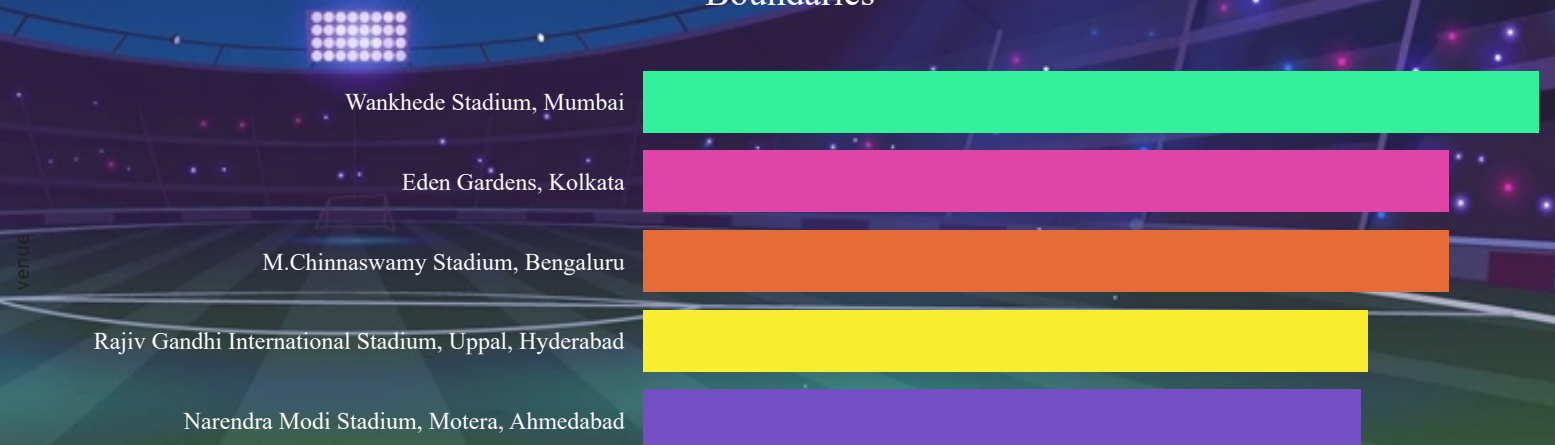 Boundaries
Wankhede Stadium, Mumbai
Eden Gardens, Kolkata
M.Chinnaswamy Stadium, Bengaluru
Rajiv Gandhi International Stadium, Uppal, Hyderabad
Narendra Modi Stadium, Motera, Ahmedabad
venue